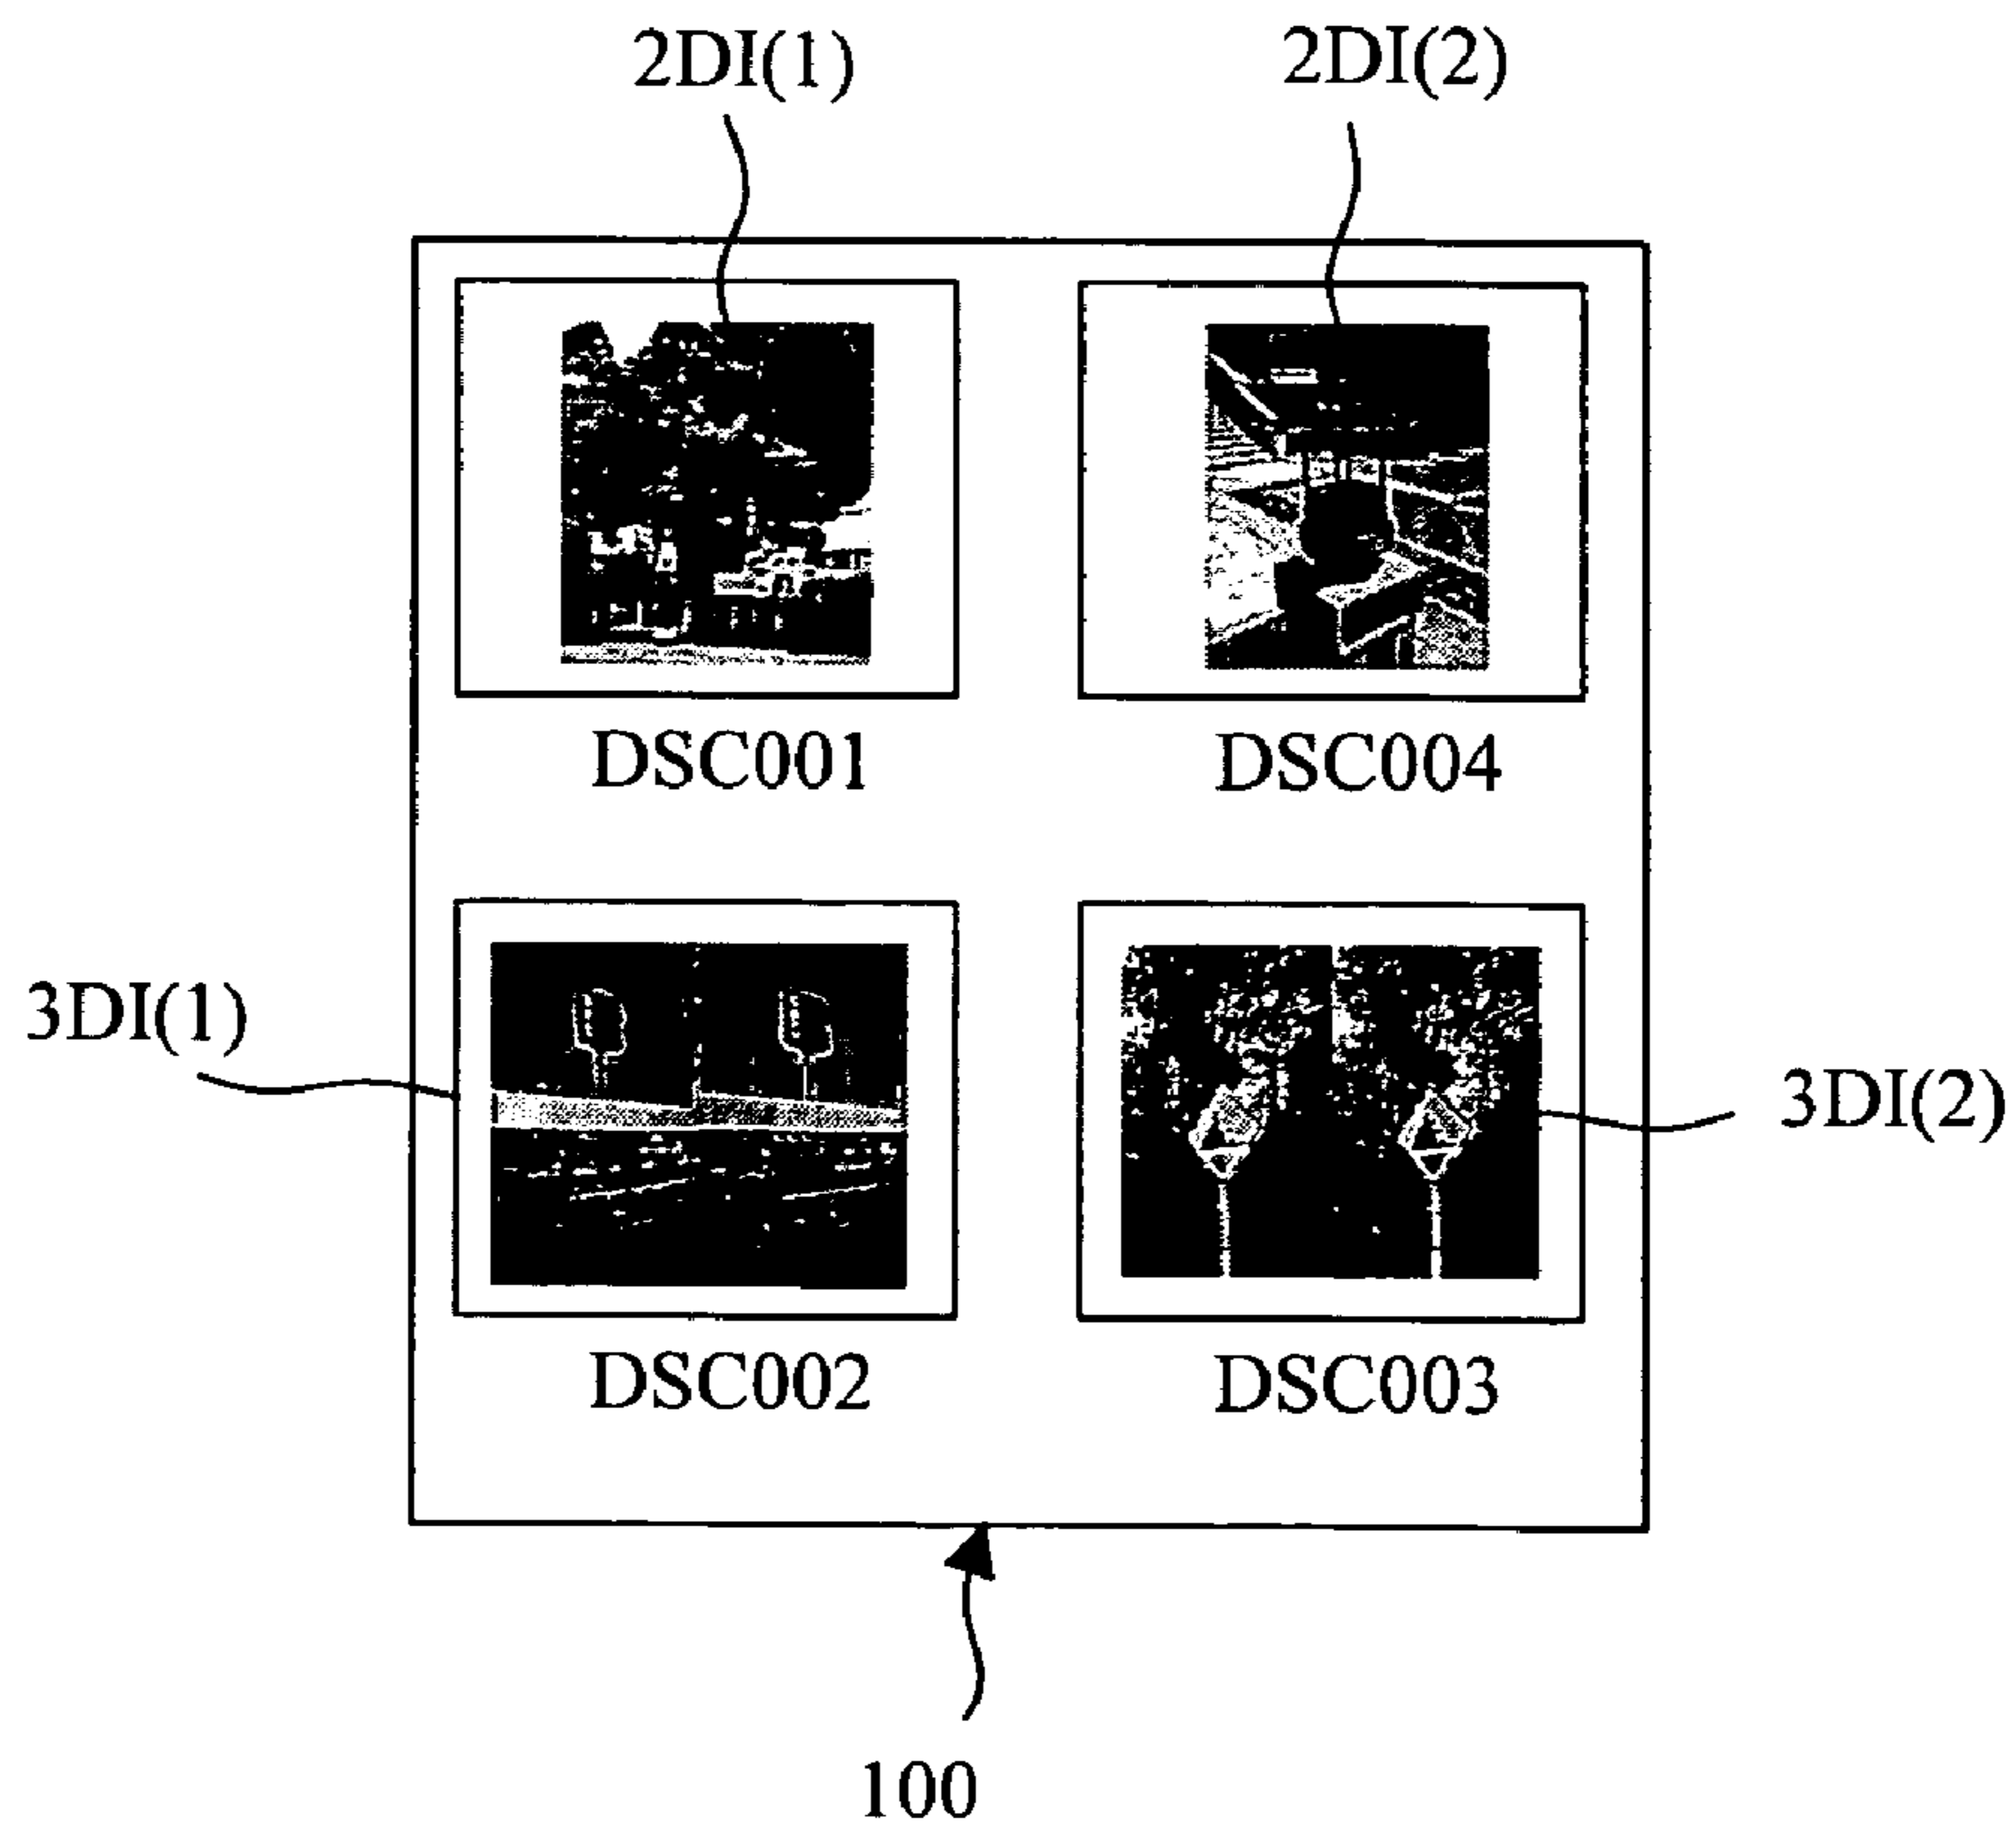 2DI(1)
2DI(2)
DSC001
DSC004
3DI(1)
3DI(2)
DSC002
DSC003
100